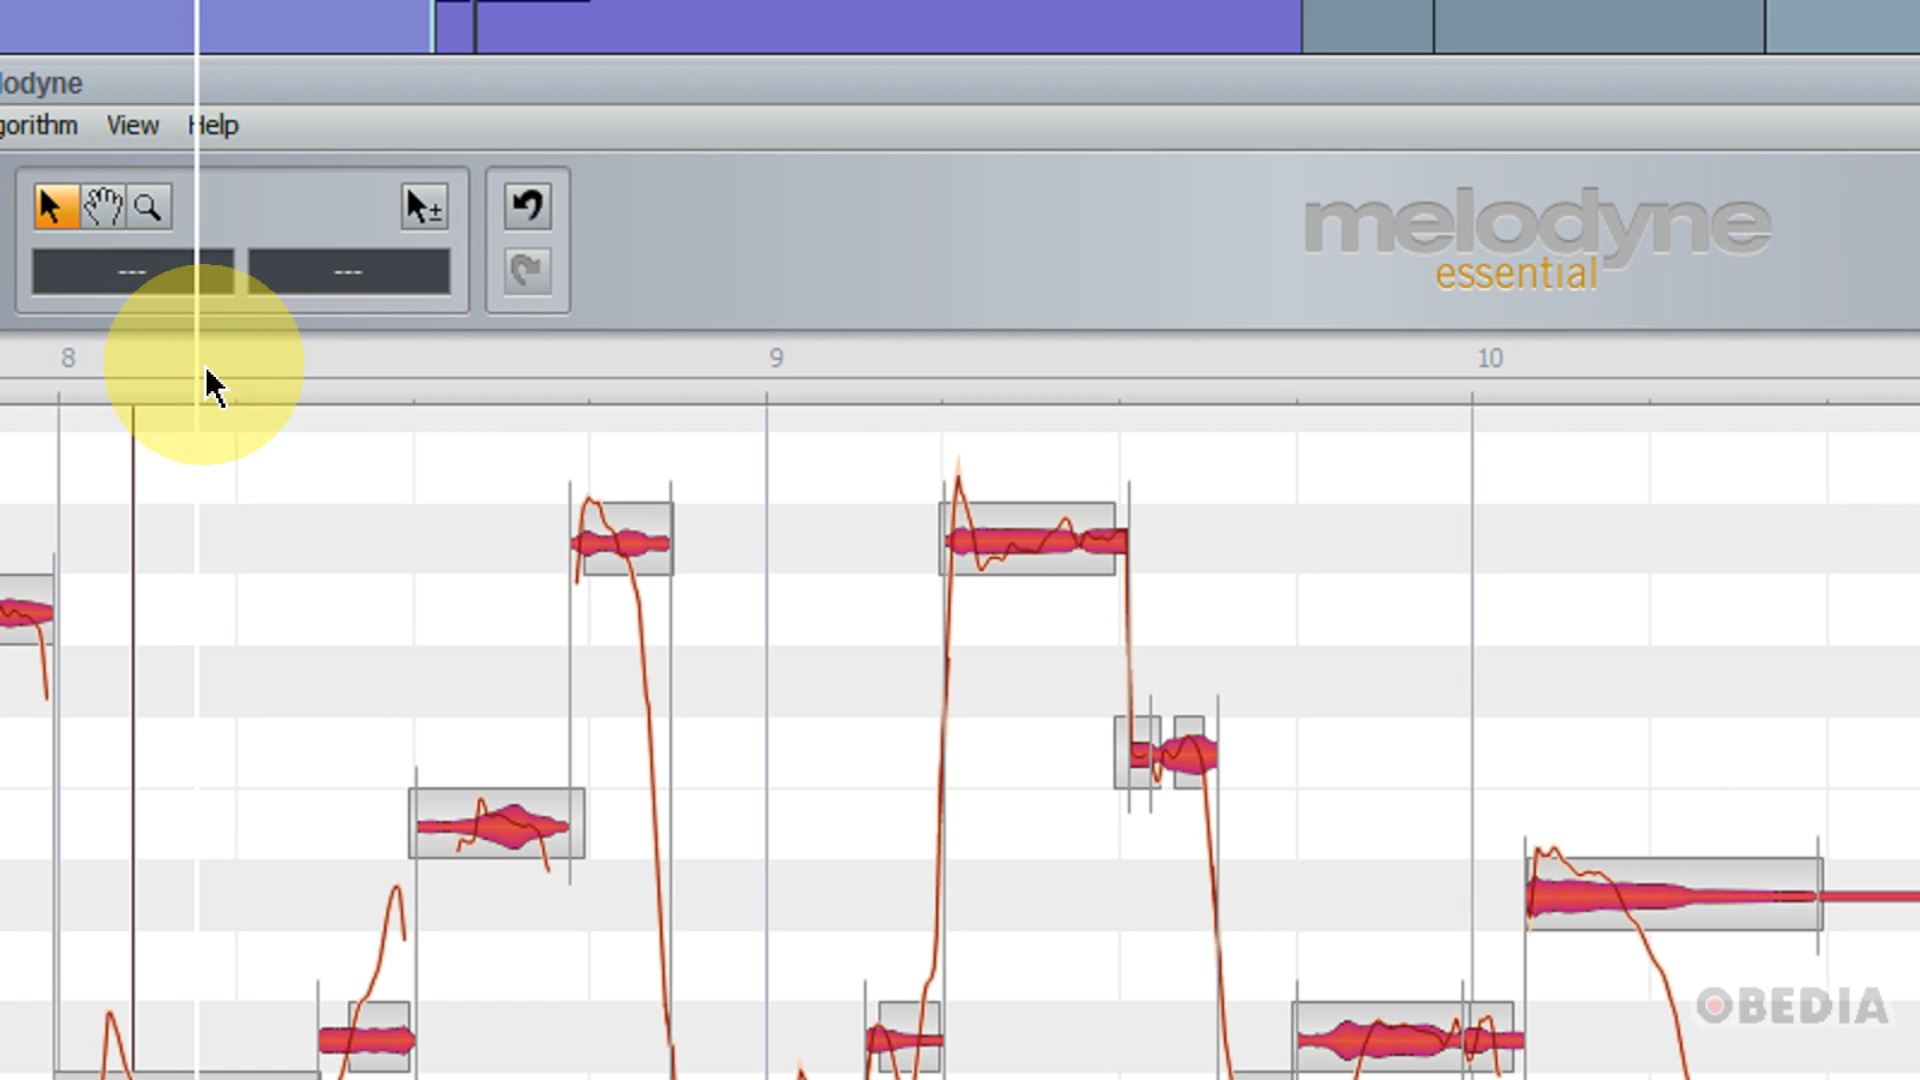 lodyne
gorithm View Help
--- ---
melodyne
essential
8 9 10
OBEDIA